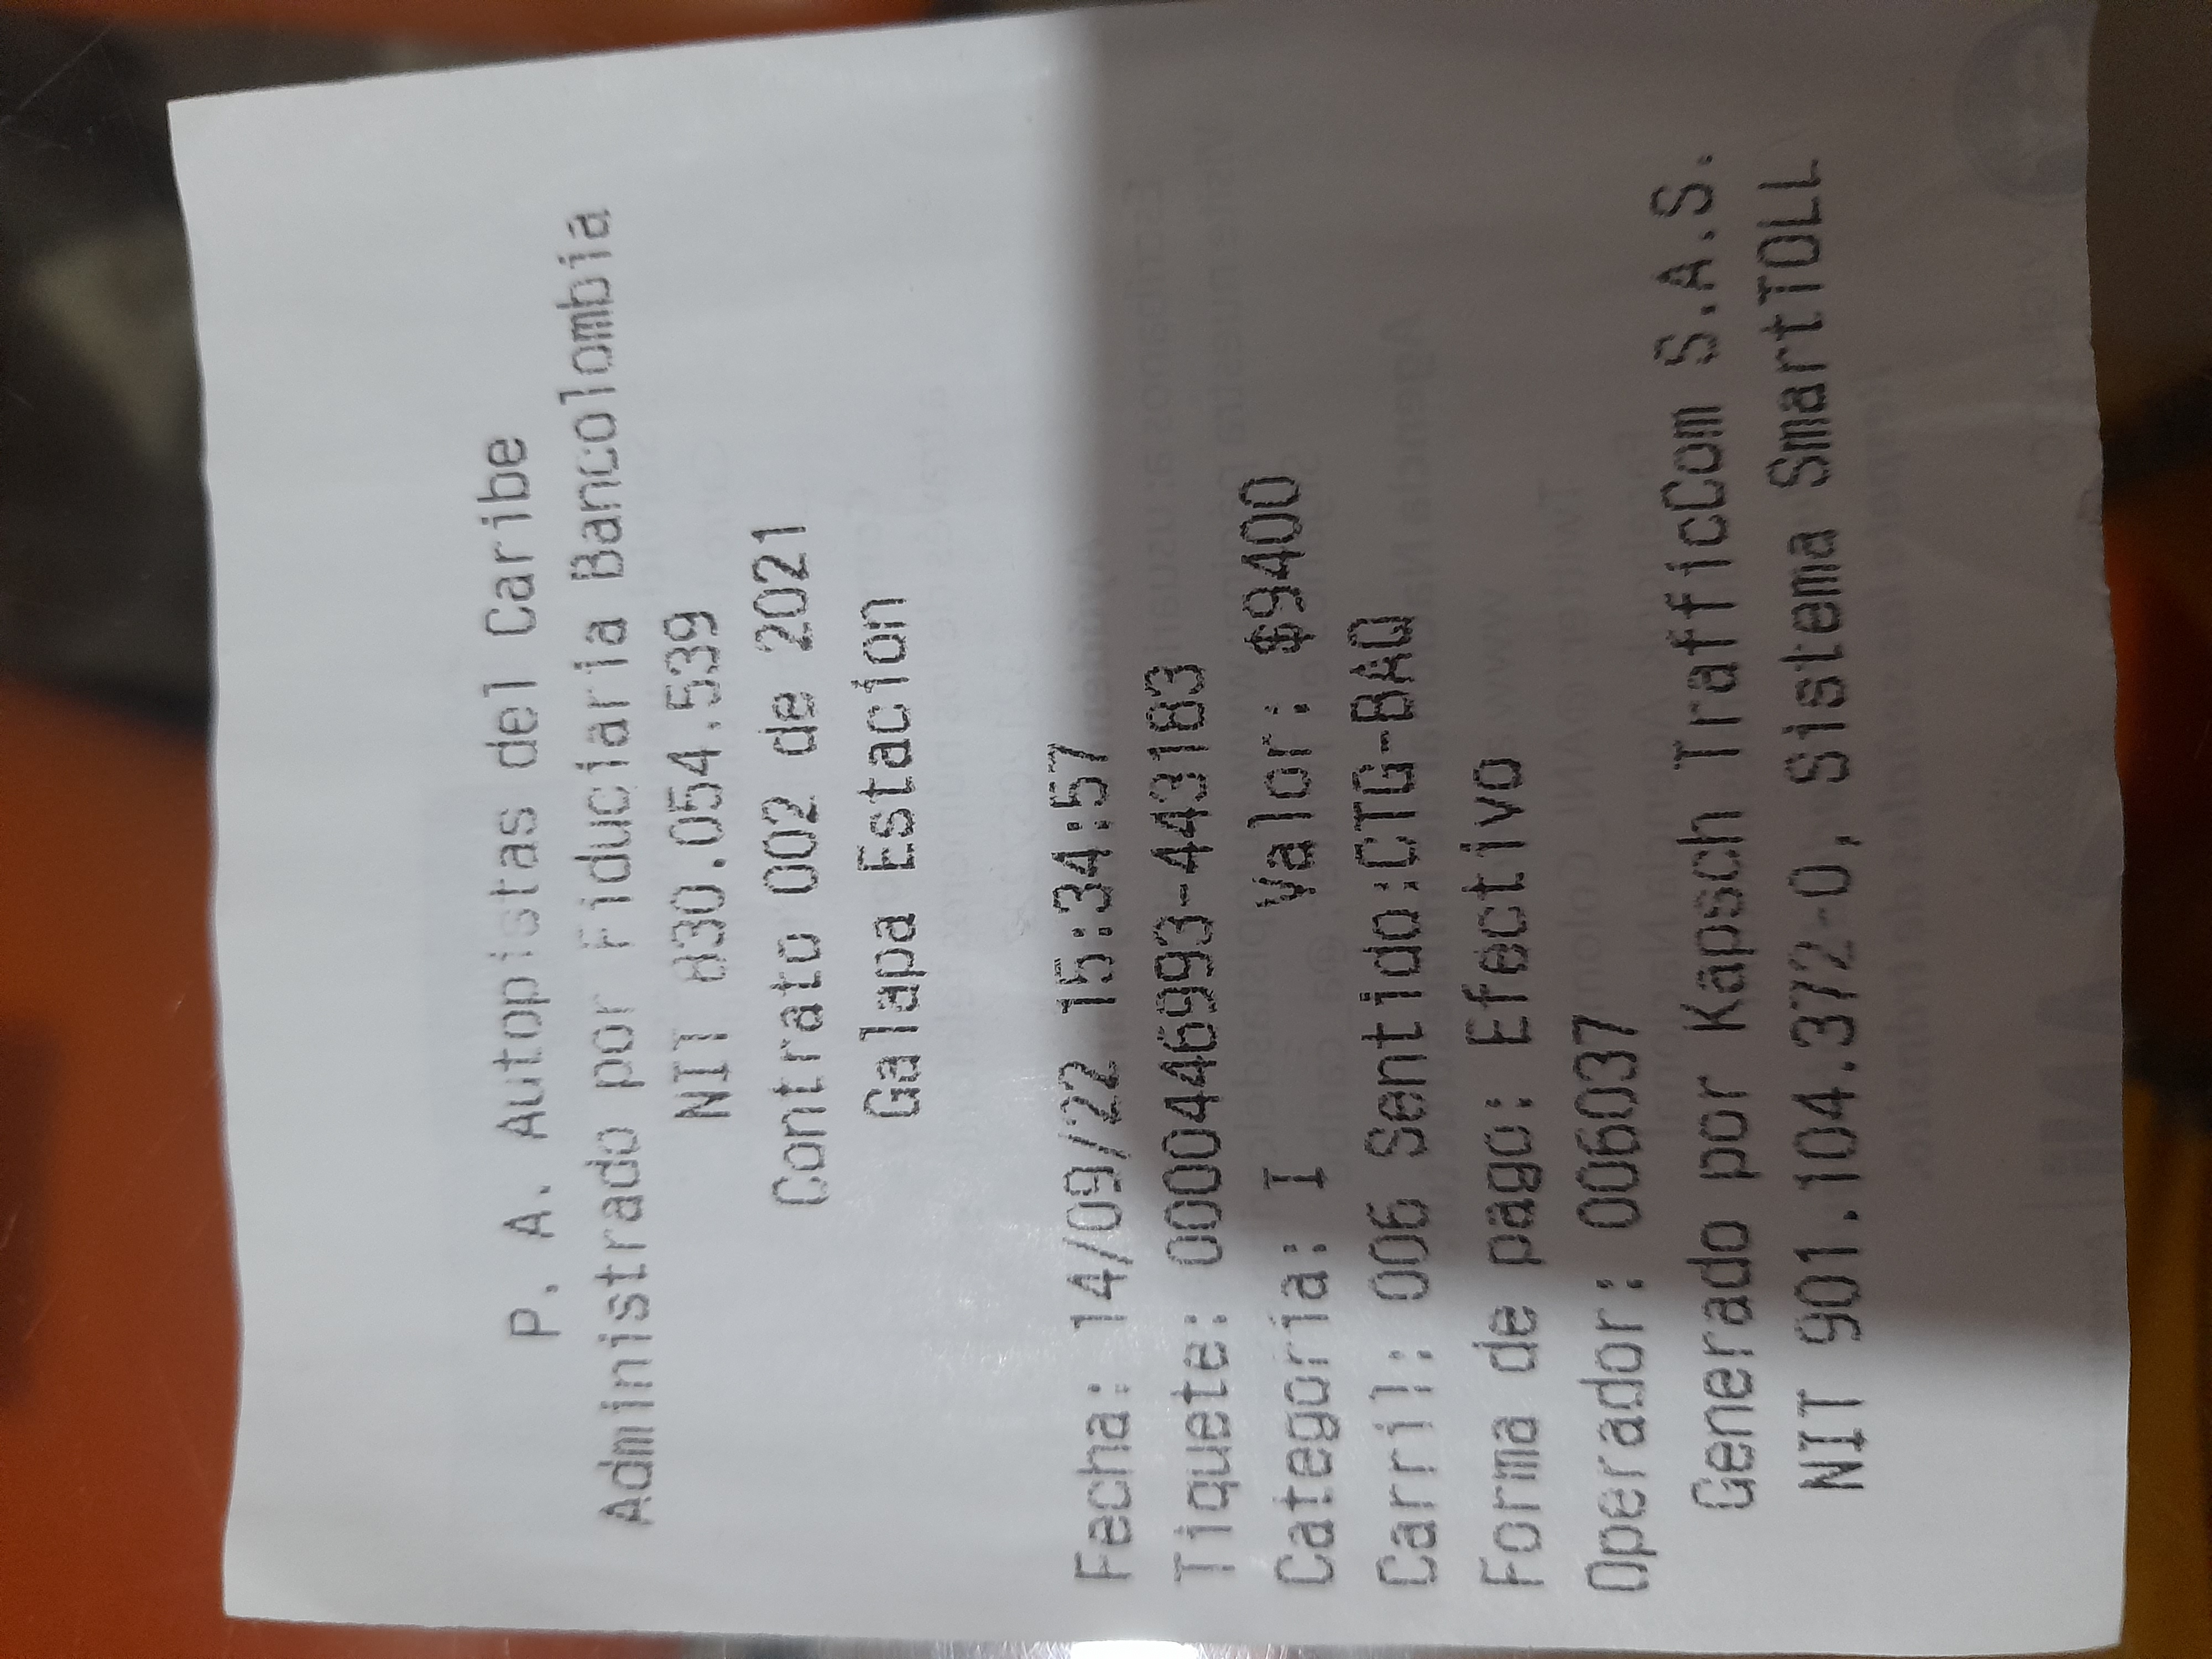 P. A. Autopistas del Caribe
Administrado por Fiduciaria Bancolombia
NIT 830.054.539
Contrato 002 de 2021
Galapa Estacion
Fecha: 14/09/22 15:34:57
Tiquete: 0000446993-443183
Categoria: I Valor: $9400
Carril: 006 Sentido:CTG-BAQ
Forma de pago: Efectivo
Operador: 006037
Generado por Kapsch TrafficCom S.A.S.
NIT 901.104.372-0, Sistema SmartTOLL